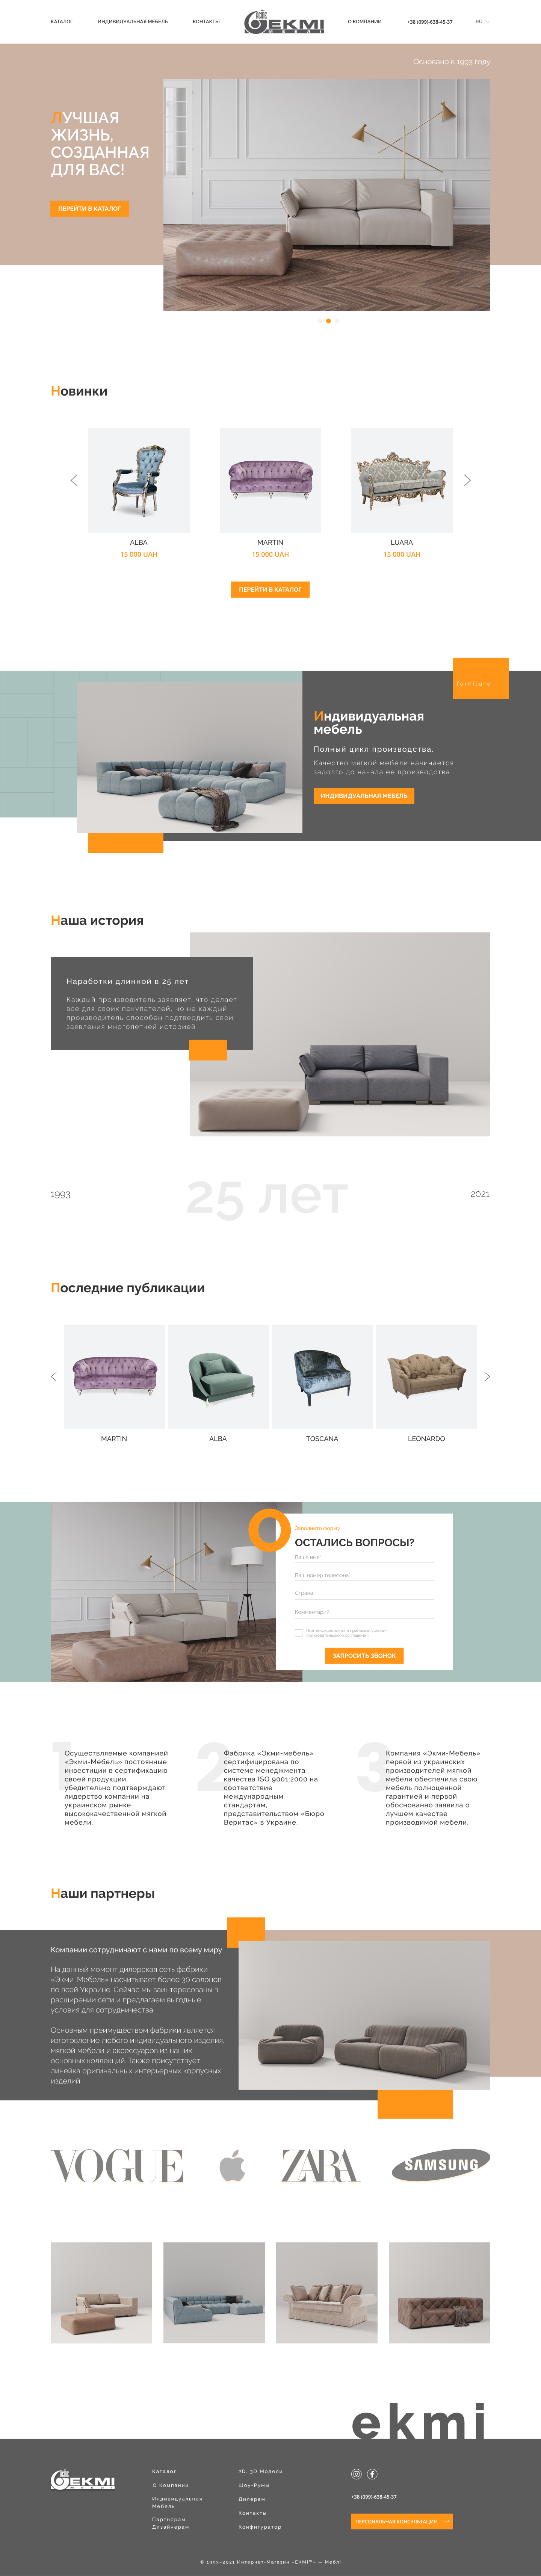 КАТАЛОГ
ИНДИВИДУАЛЬНАЯ МЕБЕЛЬ
КОНТАКТЫ
EKMI
МЕБЛІ
О КОМПАНИИ
+38 (099)-638-45-37
RU
Основано в 1993 году
ЛУЧШАЯ
ЖИЗНЬ,
СОЗДАННАЯ
ДЛЯ ВАС!
ПЕРЕЙТИ В КАТАЛОГ
Новинки
ALBA
15 000 UAH
MARTIN
15 000 UAH
LUARA
15 000 UAH
ПЕРЕЙТИ В КАТАЛОГ
furniture
Индивидуальная
мебель
Полный цикл производства.
Качество мягкой мебели начинается
задолго до начала ее производства.
ИНДИВИДУАЛЬНАЯ МЕБЕЛЬ
Наша история
Наработки длинной в 25 лет
Каждый производитель заявляет, что делает
все для своих покупателей, но не каждый
производитель способен подтвердить свои
заявления многолетней историей
1993
25 лет
2021
Последние публикации
MARTIN
ALBA
TOSCANA
LEONARDO
Заполните форму
ОСТАЛИСЬ ВОПРОСЫ?
Ваше имя*
Ваш номер телефона*
Страна
Комментарий
Подтверждая заказ, я принимаю условия
пользовательского соглашения
ЗАПРОСИТЬ ЗВОНОК
1
Осуществляемые компанией
«Экми-Мебель» постоянные
инвестиции в сертификацию
своей продукции,
убедительно подтверждают
лидерство компании на
украинском рынке
высококачественной мягкой
мебели.
2
Фабрика «Экми-мебель»
сертифицирована по
системе менеджмента
качества ISO 9001:2000 на
соответствие
международным
стандартам,
представительством «Бюро
Веритас» в Украине.
3
Компания «Экми-Мебель»
первой из украинских
производителей мягкой
мебели обеспечила свою
мебель полноценной
гарантией и первой
обоснованно заявила о
лучшем качестве
производимой мебели.
Наши партнеры
Компании сотрудничают с нами по всему миру
На данный момент дилерская сеть фабрики
«Экми-Мебель» насчитывает более 30 салонов
по всей Украине. Сейчас мы заинтересованы в
расширении сети и предлагаем выгодные
условия для сотрудничества.
Основным преимуществом фабрики является
изготовление любого индивидуального изделия,
мягкой мебели и аксессуаров из наших
основных коллекций. Также присутствует
линейка оригинальных интерьерных корпусных
изделий.
VOGUE
ZARA
SAMSUNG
ekmi
EKMI
МЕБЛІ
Каталог
О Компании
Индивидуальная
Мебель
Партнерам
Дизайнерам
2D, 3D Модели
Шоу-Румы
Дилерам
Контакты
Конфигуратор
+38 (099)-638-45-37
ПЕРСОНАЛЬНАЯ КОНСУЛЬТАЦИЯ
© 1993–2021 Интернет-Магазин «EKMI™» — Меблі